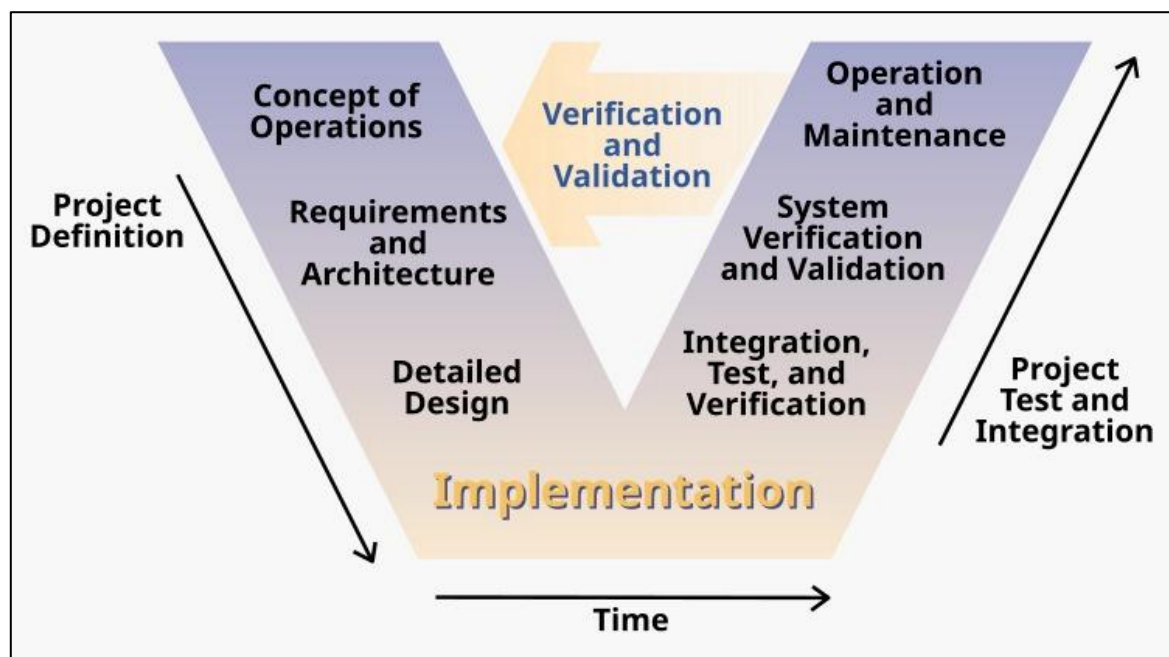 Concept of
Operations
Verification
and
Validation
Operation
and
Maintenance
Project
Definition
Requirements
and
Architecture
System
Verification
and Validation
Detailed
Design
Integration,
Test, and
Verification
Project
Test and
Integration
Implementation
Time